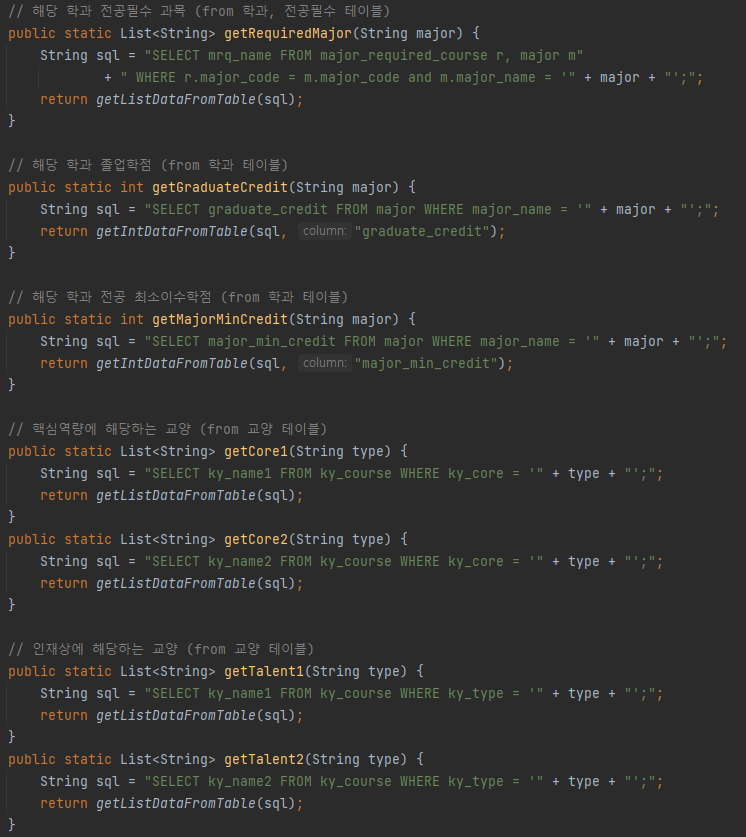 // 해당 학과 전공필수 과목 (from 학과, 전공필수 테이블)
public static List<String> getRequiredMajor(String major) {
    String sql = "SELECT mrq_name FROM major_required_course r, major m"
            + " WHERE r.major_code = m.major_code and m.major_name = '" + major + "';";
    return getListDataFromTable(sql);
}

// 해당 학과 졸업학점 (from 학과 테이블)
public static int getGraduateCredit(String major) {
    String sql = "SELECT graduate_credit FROM major WHERE major_name = '" + major + "';";
    return getIntDataFromTable(sql, column: "graduate_credit");
}

// 해당 학과 전공 최소이수학점 (from 학과 테이블)
public static int getMajorMinCredit(String major) {
    String sql = "SELECT major_min_credit FROM major WHERE major_name = '" + major + "';";
    return getIntDataFromTable(sql, column: "major_min_credit");
}

// 핵심역량에 해당하는 교양 (from 교양 테이블)
public static List<String> getCore1(String type) {
    String sql = "SELECT ky_name1 FROM ky_course WHERE ky_core = '" + type + "';";
    return getListDataFromTable(sql);
}
public static List<String> getCore2(String type) {
    String sql = "SELECT ky_name2 FROM ky_course WHERE ky_core = '" + type + "';";
    return getListDataFromTable(sql);
}

// 인재상에 해당하는 교양 (from 교양 테이블)
public static List<String> getTalent1(String type) {
    String sql = "SELECT ky_name1 FROM ky_course WHERE ky_type = '" + type + "';";
    return getListDataFromTable(sql);
}
public static List<String> getTalent2(String type) {
    String sql = "SELECT ky_name2 FROM ky_course WHERE ky_type = '" + type + "';";
    return getListDataFromTable(sql);
}